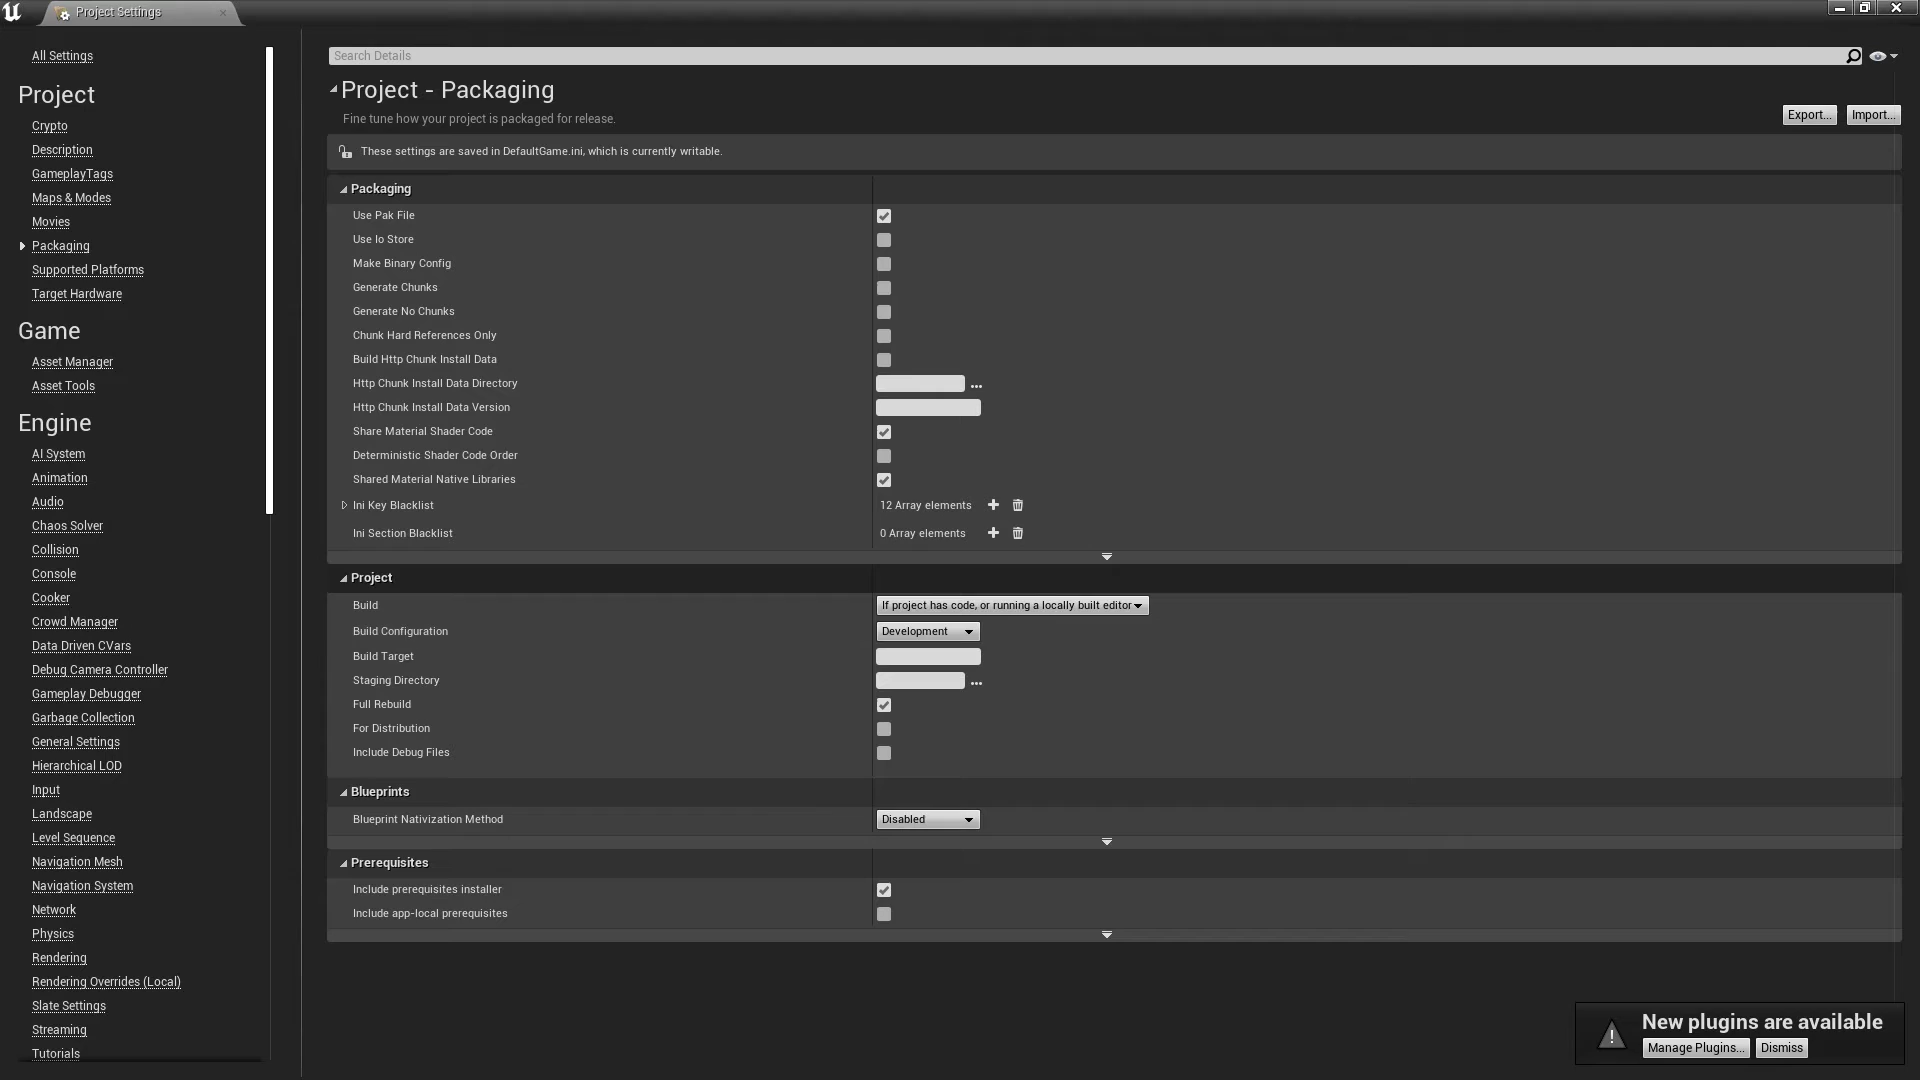 Project Settings
All Settings
Project
Crypto
Description
GameplayTags
Maps & Modes
Movies
Packaging
Supported Platforms
Target Hardware
Game
Asset Manager
Asset Tools
Engine
AI System
Animation
Audio
Chaos Solver
Collision
Console
Cooker
Crowd Manager
Data Driven CVars
Debug Camera Controller
Gameplay Debugger
Garbage Collection
General Settings
Hierarchical LOD
Input
Landscape
Level Sequence
Navigation Mesh
Navigation System
Network
Physics
Rendering
Rendering Overrides (Local)
Slate Settings
Streaming
Tutorials
Search Details
Project - Packaging
Fine tune how your project is packaged for release.
Export...
Import...
These settings are saved in DefaultGame.ini, which is currently writable.
Packaging
Use Pak File
Use Io Store
Make Binary Config
Generate Chunks
Generate No Chunks
Chunk Hard References Only
Build Http Chunk Install Data
Http Chunk Install Data Directory
...
Http Chunk Install Data Version
Share Material Shader Code
Deterministic Shader Code Order
Shared Material Native Libraries
Ini Key Blacklist
12 Array elements
Ini Section Blacklist
0 Array elements
Project
Build
If project has code, or running a locally built editor
Build Configuration
Development
Build Target
Staging Directory
...
Full Rebuild
For Distribution
Include Debug Files
Blueprints
Blueprint Nativization Method
Disabled
Prerequisites
Include prerequisites installer
Include app-local prerequisites
New plugins are available
Manage Plugins...
Dismiss